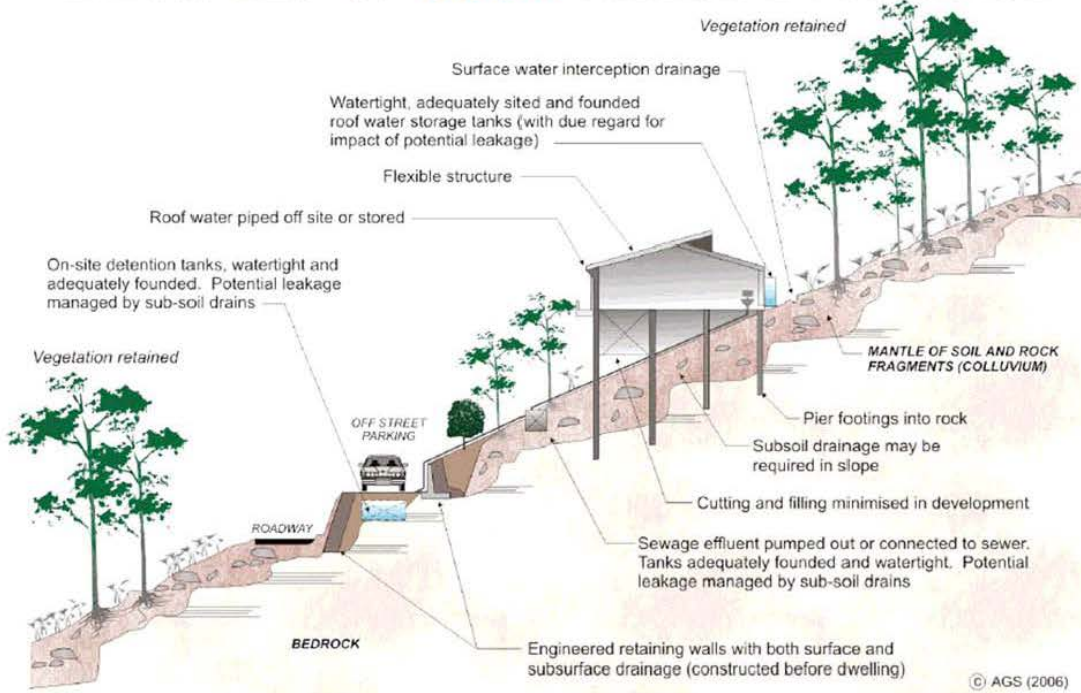 Vegetation retained
Surface water interception drainage
Watertight, adequately sited and founded
roof water storage tanks (with due regard for
impact of potential leakage)
Flexible structure
Roof water piped off site or stored
On-site detention tanks, watertight and
adequately founded. Potential leakage
managed by sub-soil drains
Vegetation retained
OFF STREET
PARKING
ROADWAY
MANTLE OF SOIL AND ROCK
FRAGMENTS (COLLUVIUM)
Pier footings into rock
Subsoil drainage may be
required in slope
Cutting and filling minimised in development
Sewage effluent pumped out or connected to sewer.
Tanks adequately founded and watertight. Potential
leakage managed by sub-soil drains
BEDROCK
Engineered retaining walls with both surface and
subsurface drainage (constructed before dwelling)
© AGS (2006)